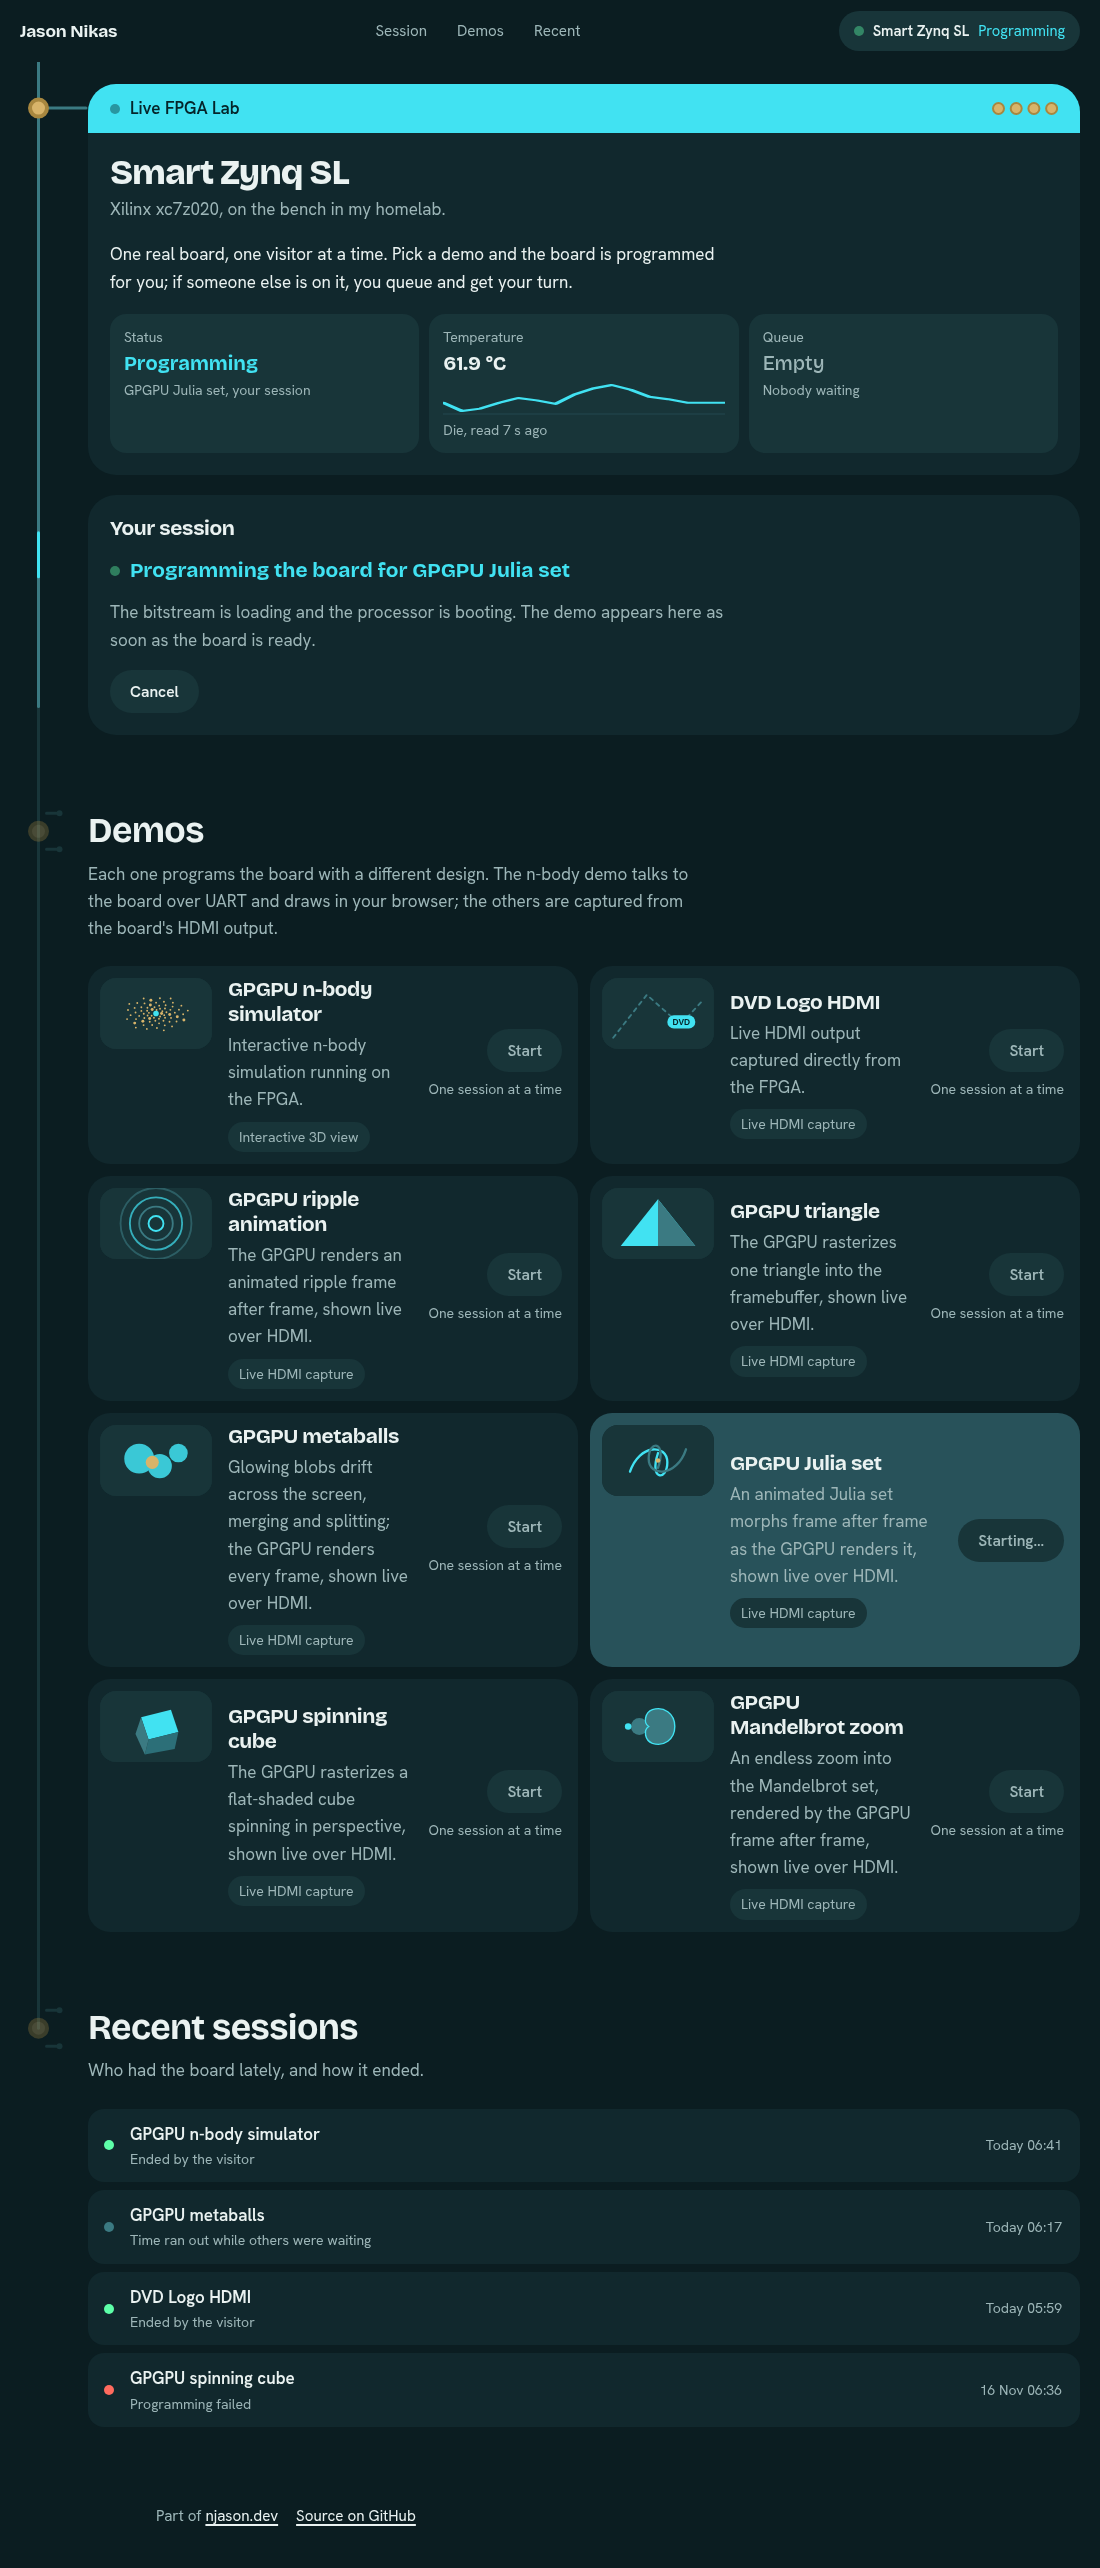 Jason Nikas
Session
Demos
Recent
Smart Zynq SL Programming
Live FPGA Lab
Smart Zynq SL
Xilinx xc7z020, on the bench in my homelab.
One real board, one visitor at a time. Pick a demo and the board is programmed
for you; if someone else is on it, you queue and get your turn.
Status
Programming
GPGPU Julia set, your session
Temperature
61.9 °C
Die, read 7 s ago
Queue
Empty
Nobody waiting
Your session
Programming the board for GPGPU Julia set
The bitstream is loading and the processor is booting. The demo appears here as
soon as the board is ready.
Cancel
Demos
Each one programs the board with a different design. The n-body demo talks to
the board over UART and draws in your browser; the others are captured from
the board's HDMI output.
GPGPU n-body
simulator
Interactive n-body
simulation running on
the FPGA.
Interactive 3D view
Start
One session at a time
DVD
DVD Logo HDMI
Live HDMI output
captured directly from
the FPGA.
Live HDMI capture
Start
One session at a time
GPGPU ripple
animation
The GPGPU renders an
animated ripple frame
after frame, shown live
over HDMI.
Live HDMI capture
Start
One session at a time
GPGPU triangle
The GPGPU rasterizes
one triangle into the
framebuffer, shown live
over HDMI.
Live HDMI capture
Start
One session at a time
GPGPU metaballs
Glowing blobs drift
across the screen,
merging and splitting;
the GPGPU renders
every frame, shown live
over HDMI.
Live HDMI capture
Start
One session at a time
GPGPU Julia set
An animated Julia set
morphs frame after frame
as the GPGPU renders it,
shown live over HDMI.
Live HDMI capture
Starting...
GPGPU spinning
cube
The GPGPU rasterizes a
flat-shaded cube
spinning in perspective,
shown live over HDMI.
Live HDMI capture
Start
One session at a time
GPGPU
Mandelbrot zoom
An endless zoom into
the Mandelbrot set,
rendered by the GPGPU
frame after frame,
shown live over HDMI.
Live HDMI capture
Start
One session at a time
Recent sessions
Who had the board lately, and how it ended.
GPGPU n-body simulator
Ended by the visitor
Today 06:41
GPGPU metaballs
Time ran out while others were waiting
Today 06:17
DVD Logo HDMI
Ended by the visitor
Today 05:59
GPGPU spinning cube
Programming failed
16 Nov 06:36
Part of njason.dev
Source on GitHub